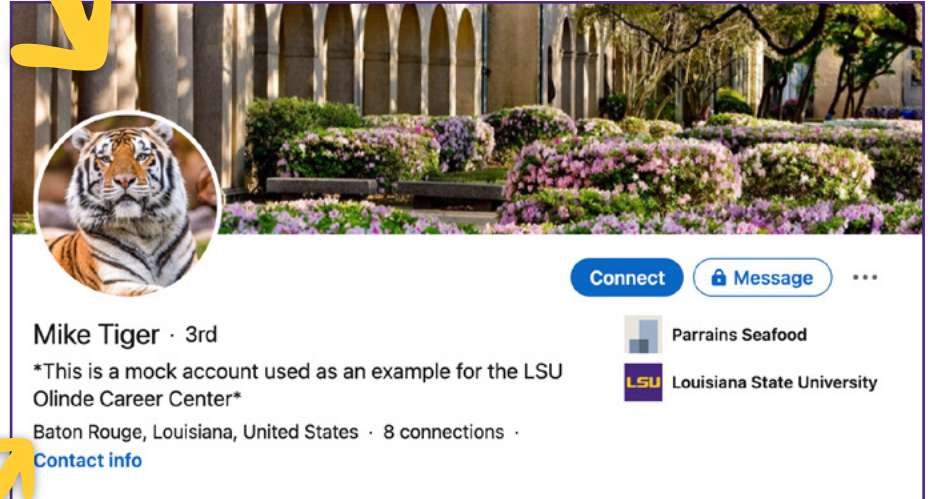 Connect
Message
Mike Tiger · 3rd
*This is a mock account used as an example for the LSU
Olinde Career Center*
Baton Rouge, Louisiana, United States · 8 connections ·
Contact info
Parrains Seafood
LSU
Louisiana State University